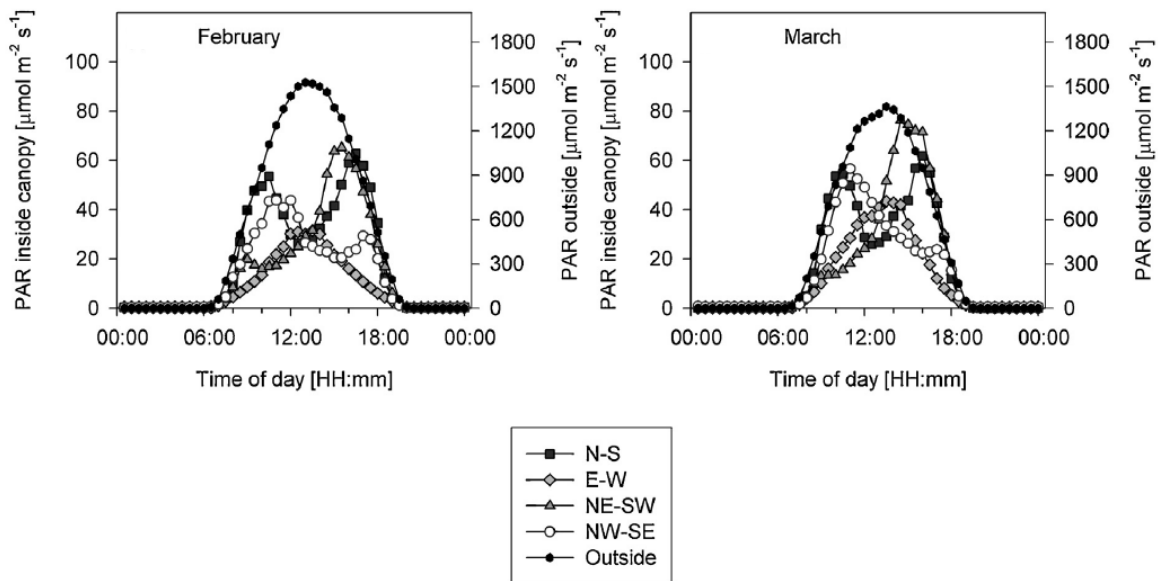 February
PAR inside canopy [µmol m⁻² s⁻¹]
100
80
60
40
20
0
1800
1500
1200
900
600
300
0
PAR outside [µmol m⁻² s⁻¹]
00:00 06:00 12:00 18:00 00:00
Time of day [HH:mm]
March
PAR inside canopy [µmol m⁻² s⁻¹]
100
80
60
40
20
0
1800
1500
1200
900
600
300
0
PAR outside [µmol m⁻² s⁻¹]
00:00 06:00 12:00 18:00 00:00
Time of day [HH:mm]
N-S
E-W
NE-SW
NW-SE
Outside